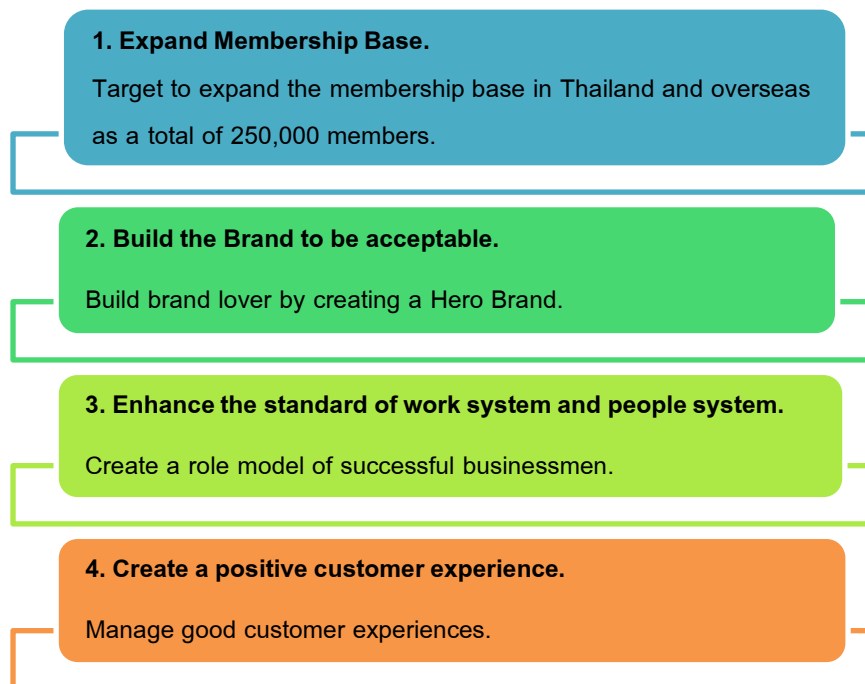 1. Expand Membership Base.
Target to expand the membership base in Thailand and overseas
as a total of 250,000 members.
2. Build the Brand to be acceptable.
Build brand lover by creating a Hero Brand.
3. Enhance the standard of work system and people system.
Create a role model of successful businessmen.
4. Create a positive customer experience.
Manage good customer experiences.